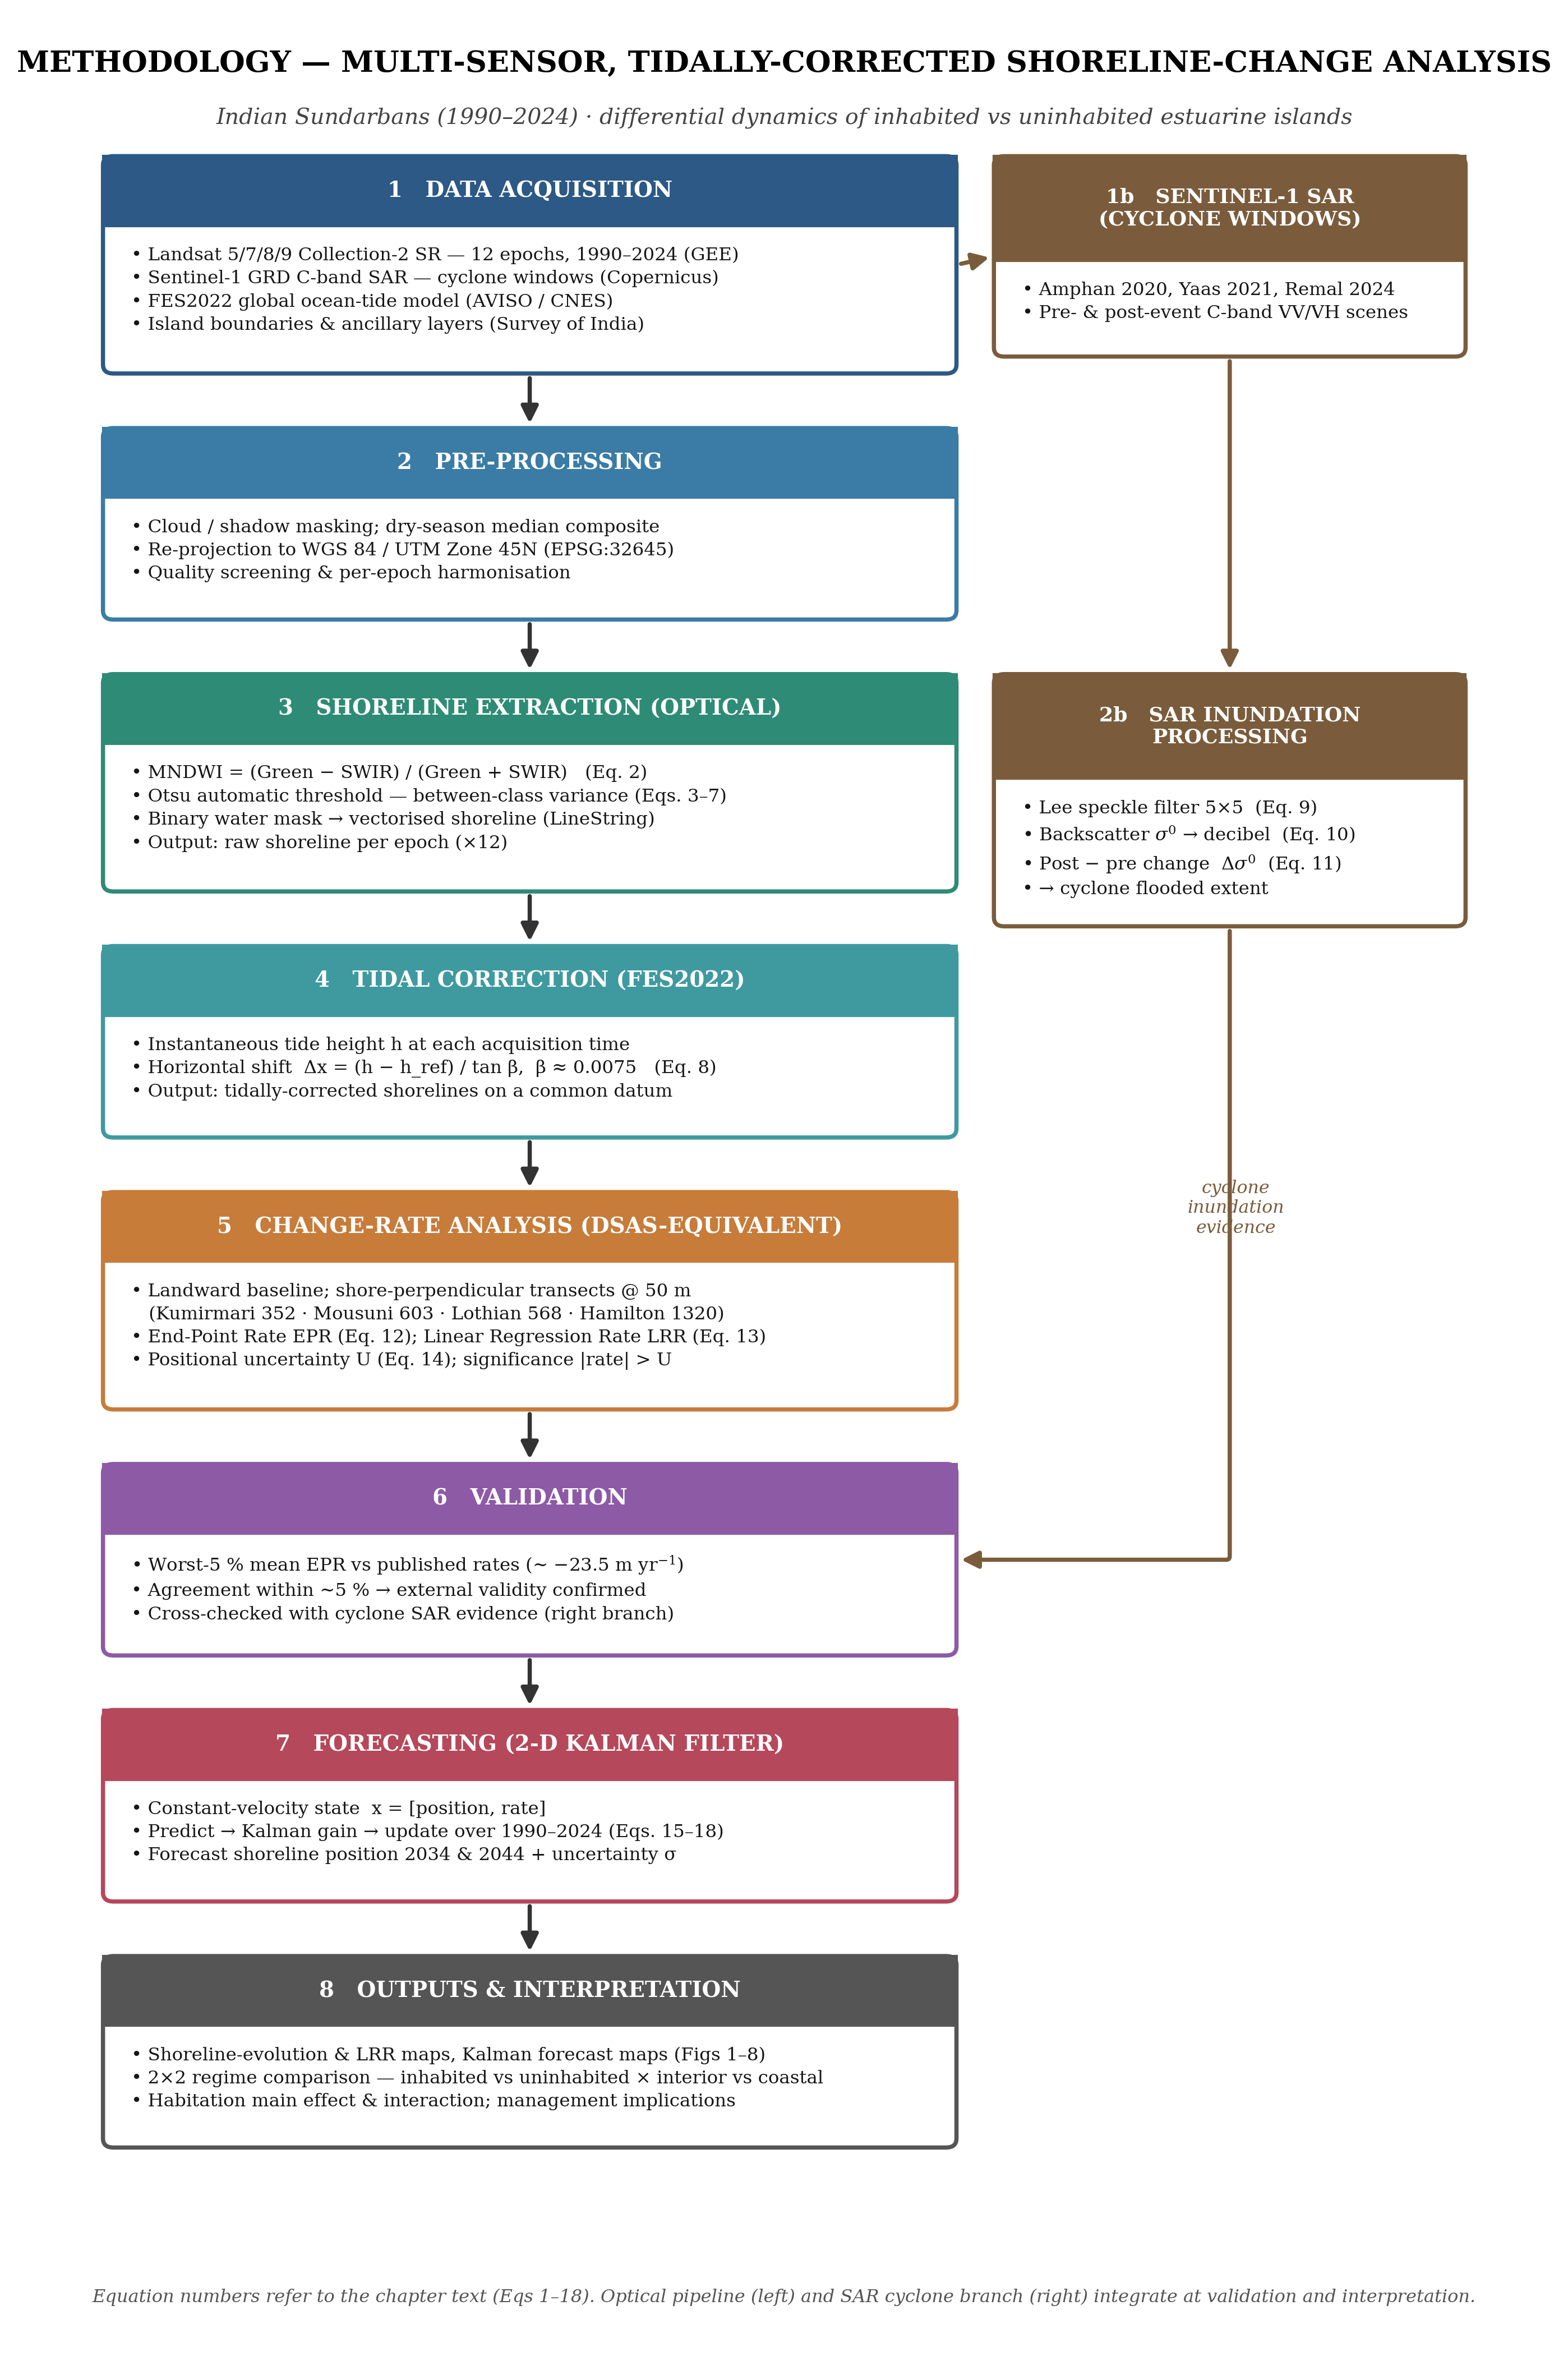 METHODOLOGY — MULTI-SENSOR, TIDALLY-CORRECTED SHORELINE-CHANGE ANALYSIS
Indian Sundarbans (1990–2024) · differential dynamics of inhabited vs uninhabited estuarine islands
1 DATA ACQUISITION
• Landsat 5/7/8/9 Collection-2 SR — 12 epochs, 1990–2024 (GEE)
• Sentinel-1 GRD C-band SAR — cyclone windows (Copernicus)
• FES2022 global ocean-tide model (AVISO / CNES)
• Island boundaries & ancillary layers (Survey of India)
1b SENTINEL-1 SAR
(CYCLONE WINDOWS)
• Amphan 2020, Yaas 2021, Remal 2024
• Pre- & post-event C-band VV/VH scenes
2 PRE-PROCESSING
• Cloud / shadow masking; dry-season median composite
• Re-projection to WGS 84 / UTM Zone 45N (EPSG:32645)
• Quality screening & per-epoch harmonisation
3 SHORELINE EXTRACTION (OPTICAL)
• MNDWI = (Green − SWIR) / (Green + SWIR) (Eq. 2)
• Otsu automatic threshold — between-class variance (Eqs. 3–7)
• Binary water mask → vectorised shoreline (LineString)
• Output: raw shoreline per epoch (×12)
2b SAR INUNDATION
PROCESSING
• Lee speckle filter 5×5 (Eq. 9)
• Backscatter σ⁰ → decibel (Eq. 10)
• Post − pre change Δσ⁰ (Eq. 11)
• → cyclone flooded extent
4 TIDAL CORRECTION (FES2022)
• Instantaneous tide height h at each acquisition time
• Horizontal shift Δx = (h − h_ref) / tan β, β ≈ 0.0075 (Eq. 8)
• Output: tidally-corrected shorelines on a common datum
cyclone
inundation
evidence
5 CHANGE-RATE ANALYSIS (DSAS-EQUIVALENT)
• Landward baseline; shore-perpendicular transects @ 50 m
(Kumirmari 352 · Mousuni 603 · Lothian 568 · Hamilton 1320)
• End-Point Rate EPR (Eq. 12); Linear Regression Rate LRR (Eq. 13)
• Positional uncertainty U (Eq. 14); significance |rate| > U
6 VALIDATION
• Worst-5 % mean EPR vs published rates (~ −23.5 m yr⁻¹)
• Agreement within ~5 % → external validity confirmed
• Cross-checked with cyclone SAR evidence (right branch)
7 FORECASTING (2-D KALMAN FILTER)
• Constant-velocity state x = [position, rate]
• Predict → Kalman gain → update over 1990–2024 (Eqs. 15–18)
• Forecast shoreline position 2034 & 2044 + uncertainty σ
8 OUTPUTS & INTERPRETATION
• Shoreline-evolution & LRR maps, Kalman forecast maps (Figs 1–8)
• 2×2 regime comparison — inhabited vs uninhabited × interior vs coastal
• Habitation main effect & interaction; management implications
Equation numbers refer to the chapter text (Eqs 1–18). Optical pipeline (left) and SAR cyclone branch (right) integrate at validation and interpretation.